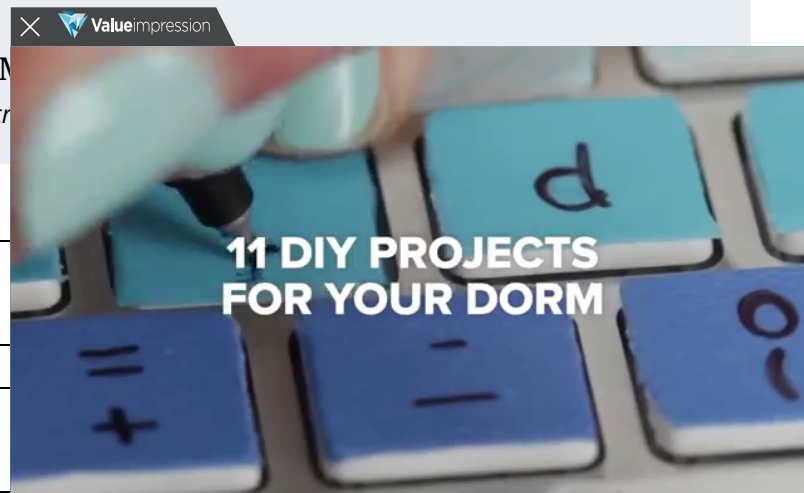 Valueimpression
11 DIY PROJECTS
FOR YOUR DORM
d
= - 0
+ _ )